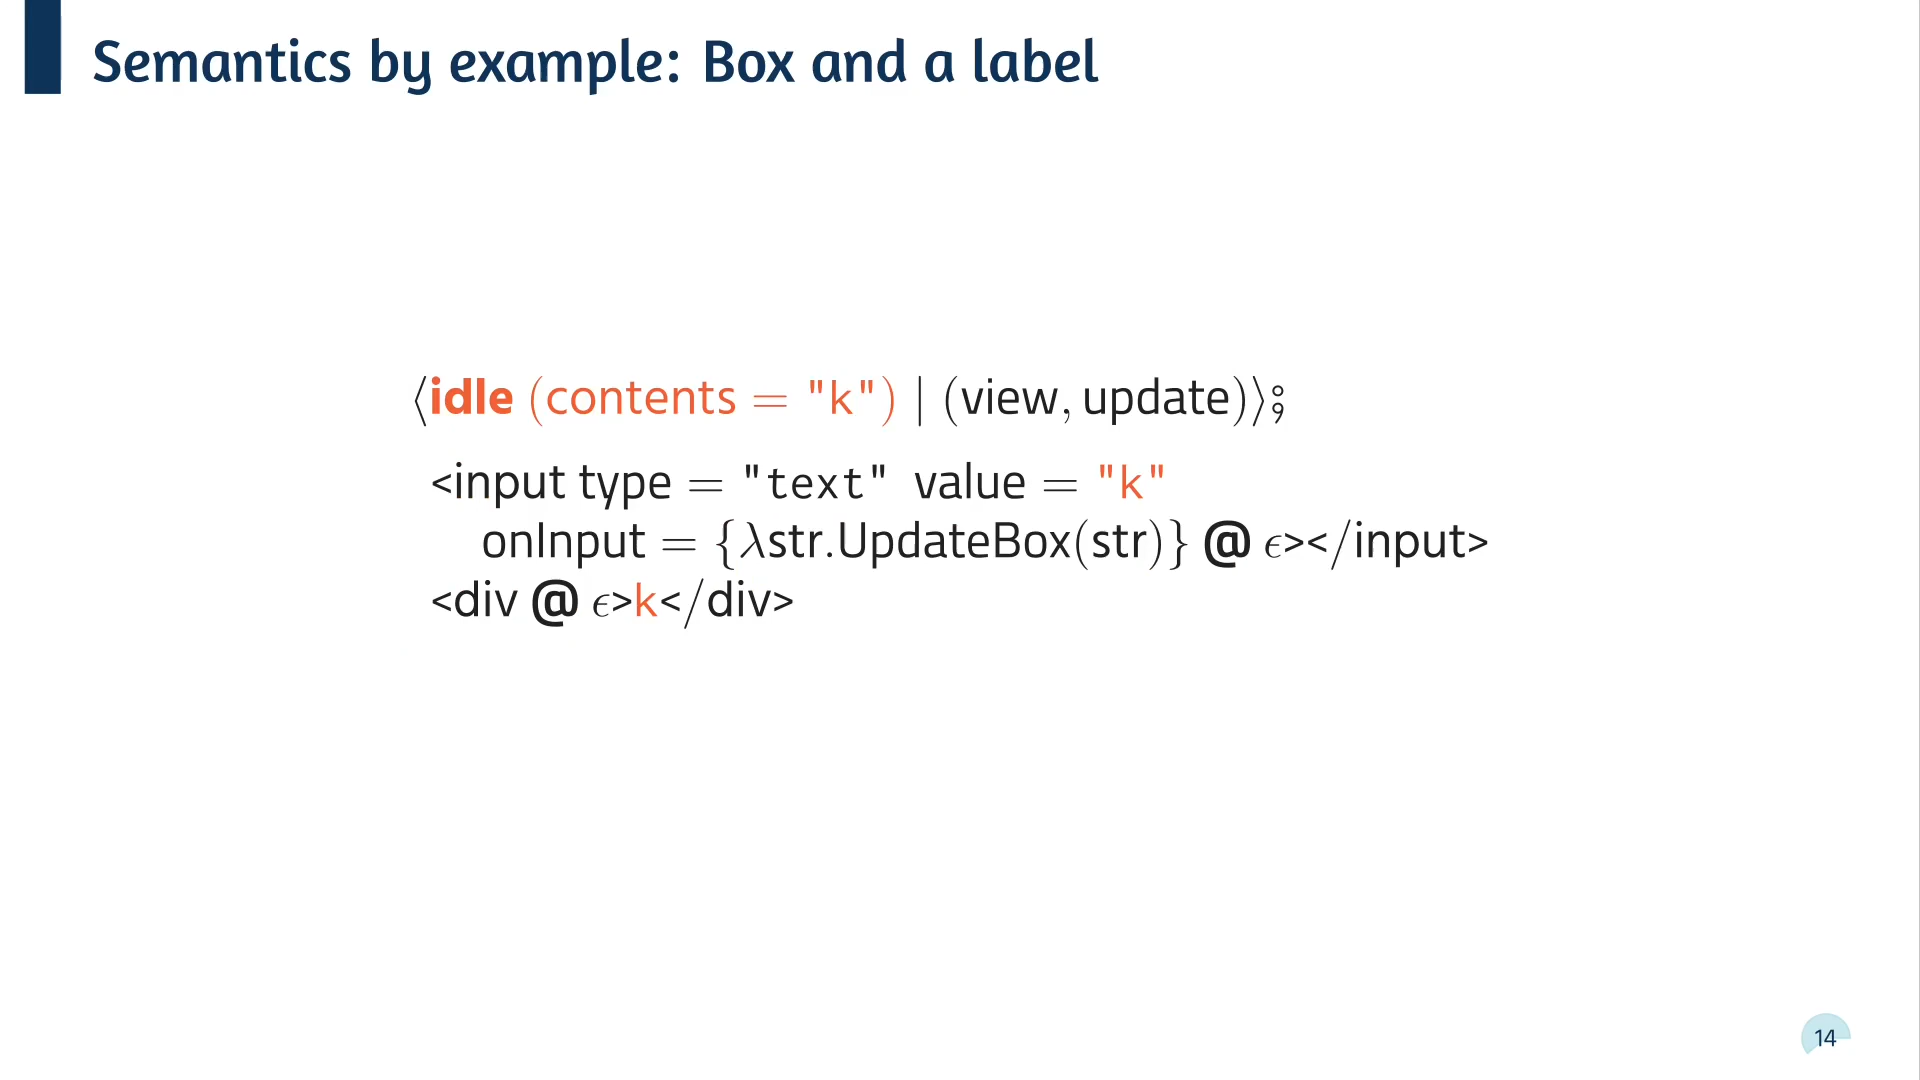 Semantics by example: Box and a label
⟨idle (contents = "k") | (view, update)⟩⨟
<input type = "text" value = "k"
onInput = {λstr.UpdateBox(str)} @ ϵ></input>
<div @ ϵ>k</div>
14